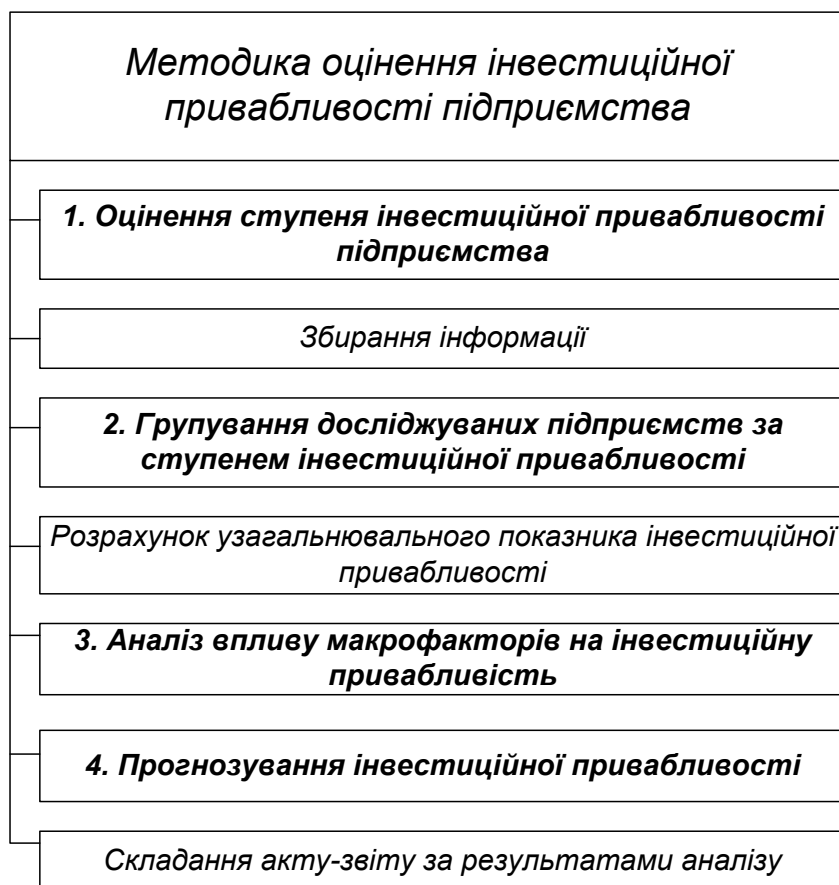 Методика оцінення інвестиційної
привабливості підприємства
1. Оцінення ступеня інвестиційної привабливості
підприємства
Збирання інформації
2. Групування досліджуваних підприємств за
ступенем інвестиційної привабливості
Розрахунок узагальнювального показника інвестиційної
привабливості
3. Аналіз впливу макрофакторів на інвестиційну
привабливість
4. Прогнозування інвестиційної привабливості
Складання акту-звіту за результатами аналізу